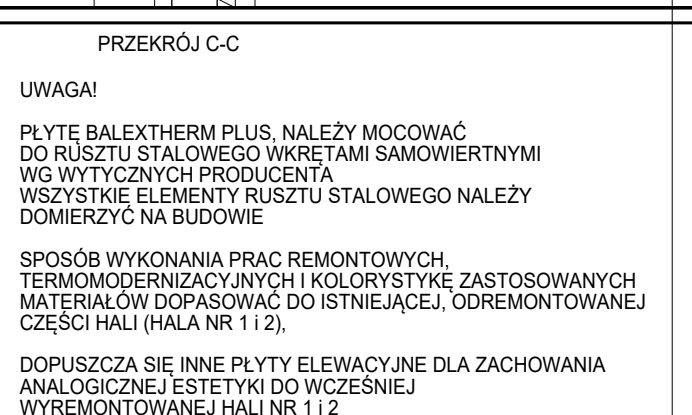 PRZEKRÓJ C-C
UWAGA!
PŁYTĘ BALEXTHERM PLUS, NALEŻY MOCOWAĆ
DO RUSZTU STALOWEGO WKRĘTAMI SAMOWIERTNYMI
WG WYTYCZNYCH PRODUCENTA
WSZYSTKIE ELEMENTY RUSZTU STALOWEGO NALEŻY
DOMIERZYĆ NA BUDOWIE
SPOSÓB WYKONANIA PRAC REMONTOWYCH,
TERMOMODERNIZACYJNYCH I KOLORYSTYKĘ ZASTOSOWANYCH
MATERIAŁÓW DOPASOWAĆ DO ISTNIEJĄCEJ, ODREMONTOWANEJ
CZĘŚCI HALI (HALA NR 1 i 2),
DOPUSZCZA SIĘ INNE PŁYTY ELEWACYJNE DLA ZACHOWANIA
ANALOGICZNEJ ESTETYKI DO WCZEŚNIEJ
WYREMONTOWANEJ HALI NR 1 i 2